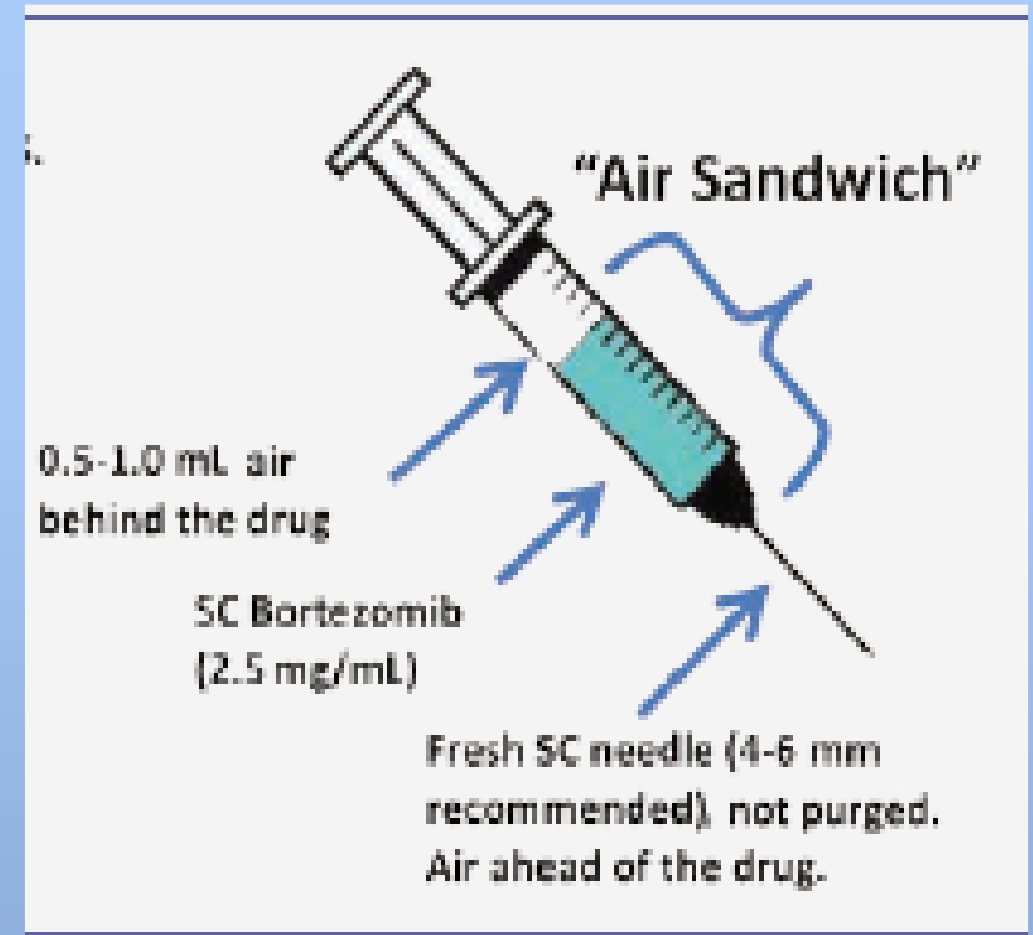 s.
“Air Sandwich”
0.5-1.0 mL air
behind the drug
SC Bortezomib
(2.5 mg/mL)
Fresh SC needle (4-6 mm
recommended), not purged.
Air ahead of the drug.